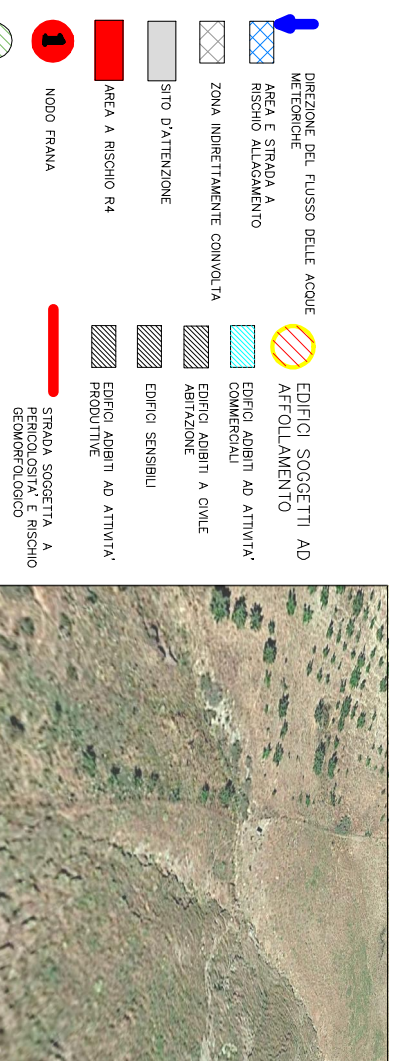 DIREZIONE DEL FLUSSO DELLE ACQUE
METEORICHE
AREA E STRADA A
RISCHIO ALLAGAMENTO
ZONA INDIRETTAMENTE COINVOLTA
SITO D'ATTENZIONE
AREA A RISCHIO R4
NODO FRANA
EDIFICI SOGGETTI AD
AFFOLLAMENTO
EDIFICI ADIBITI AD ATTIVITA'
COMMERCIALI
EDIFICI ADIBITI A CIVILE
ABITAZIONE
EDIFICI SENSIBILI
EDIFICI ADIBITI AD ATTIVITA'
PRODUTTIVE
STRADA SOGGETTA A
PERICOLOSITA' E RISCHIO
GEOMORFOLOGICO